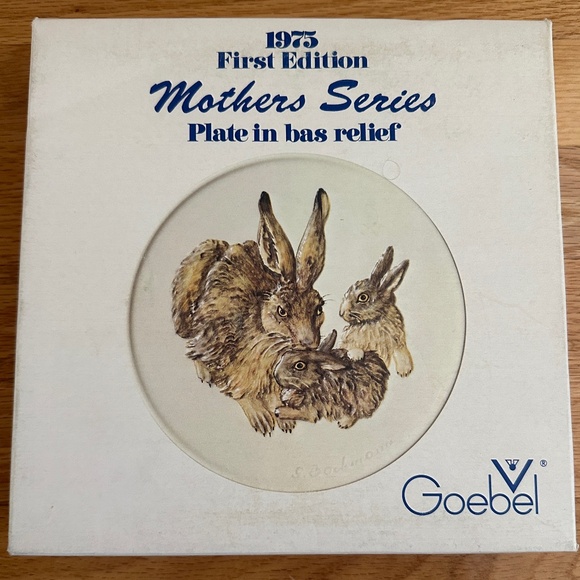 1975
First Edition
Mothers Series
Plate in bas relief
Goebel ®